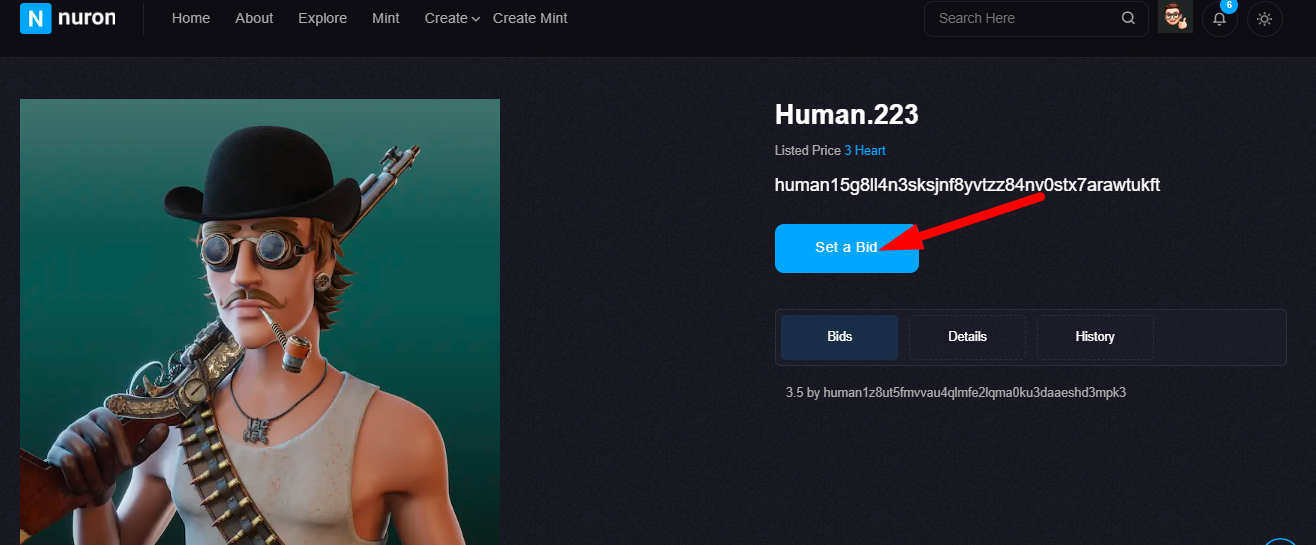 N nuron
Home About Explore Mint Create Create Mint
Search Here
6
Human.223
Listed Price 3 Heart
human15g8ll4n3sksjnf8yvtzz84nv0stx7arawtukft
Set a Bid
Bids Details History
3.5 by human1z8ut5fmvvau4qlmfe2lqma0ku3daaeshd3mpk3